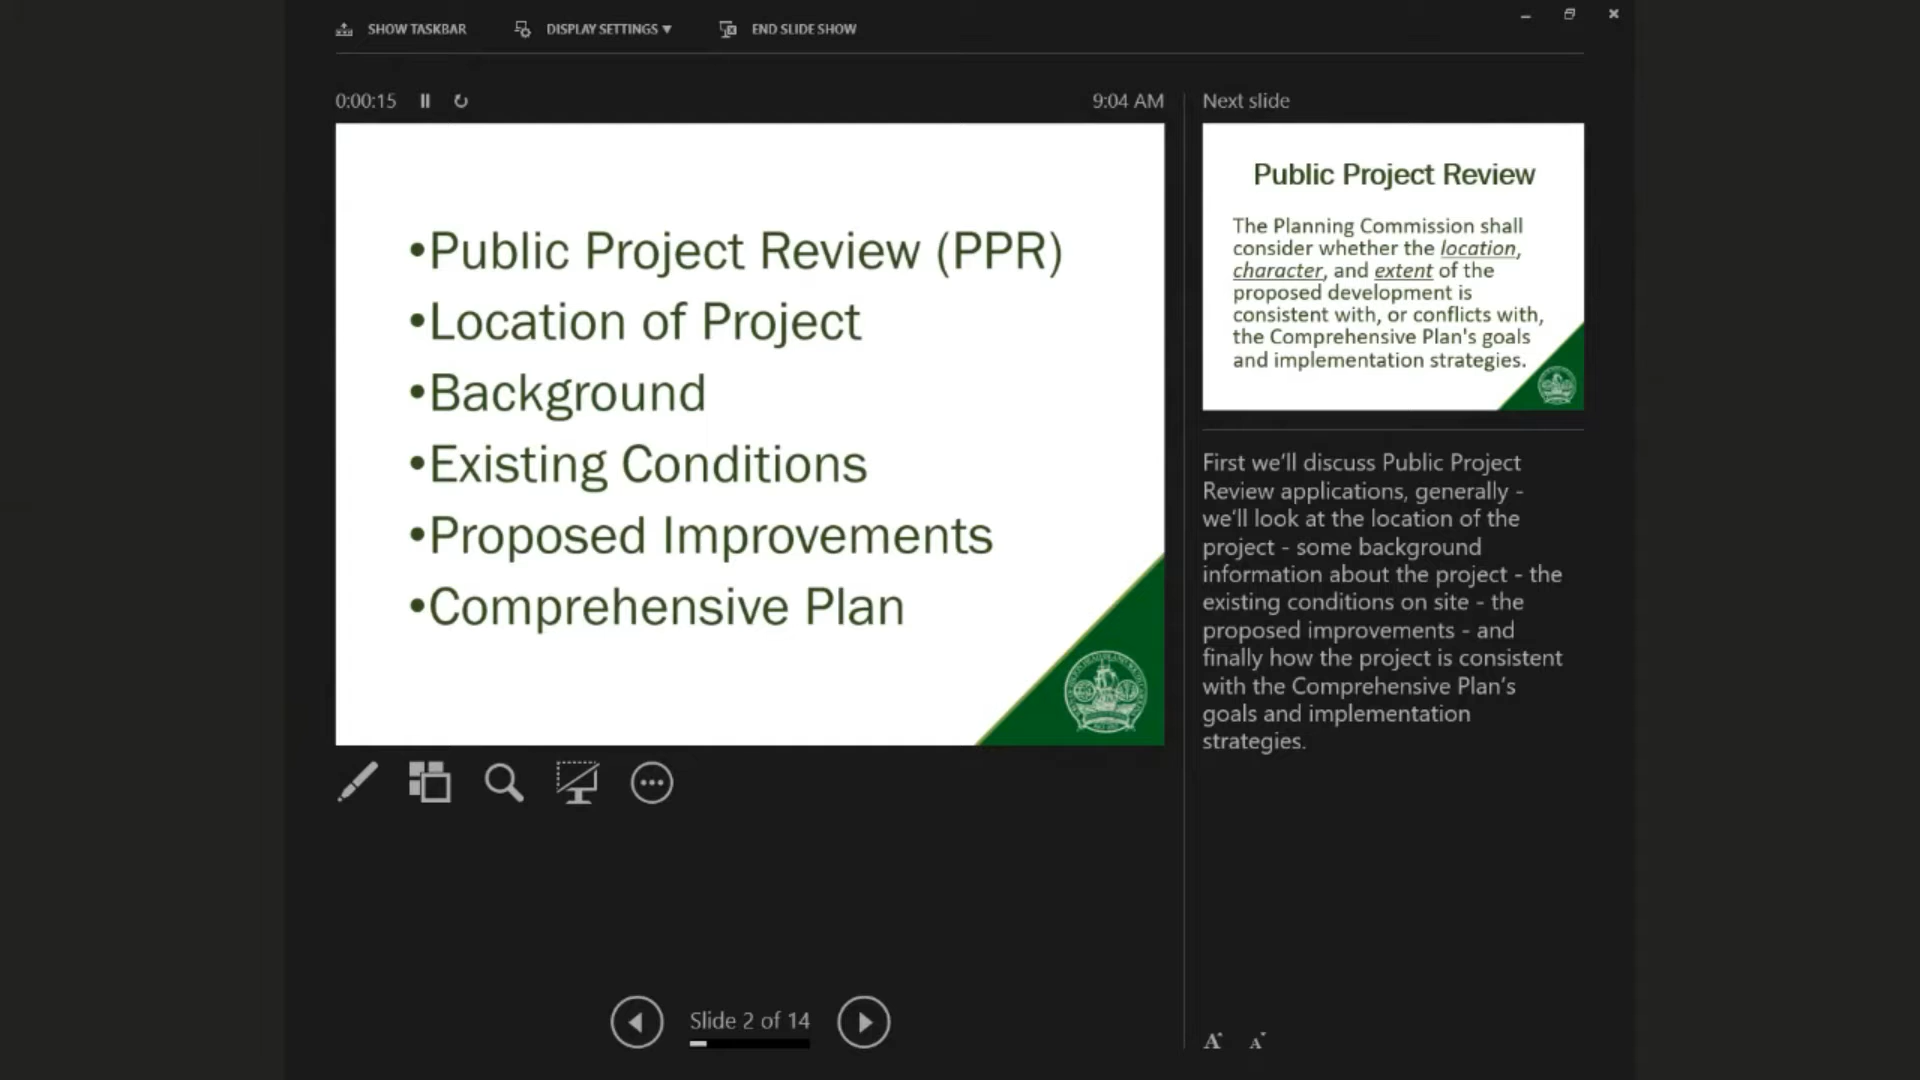 SHOW TASKBAR
DISPLAY SETTINGS ▼
END SLIDE SHOW
0:00:15
9:04 AM
•Public Project Review (PPR)
•Location of Project
•Background
•Existing Conditions
•Proposed Improvements
•Comprehensive Plan
Slide 2 of 14
Next slide
Public Project Review
The Planning Commission shall
consider whether the location,
character, and extent of the
proposed development is
consistent with, or conflicts with,
the Comprehensive Plan's goals
and implementation strategies.
First we’ll discuss Public Project
Review applications, generally -
we’ll look at the location of the
project - some background
information about the project - the
existing conditions on site - the
proposed improvements - and
finally how the project is consistent
with the Comprehensive Plan’s
goals and implementation
strategies.
A A